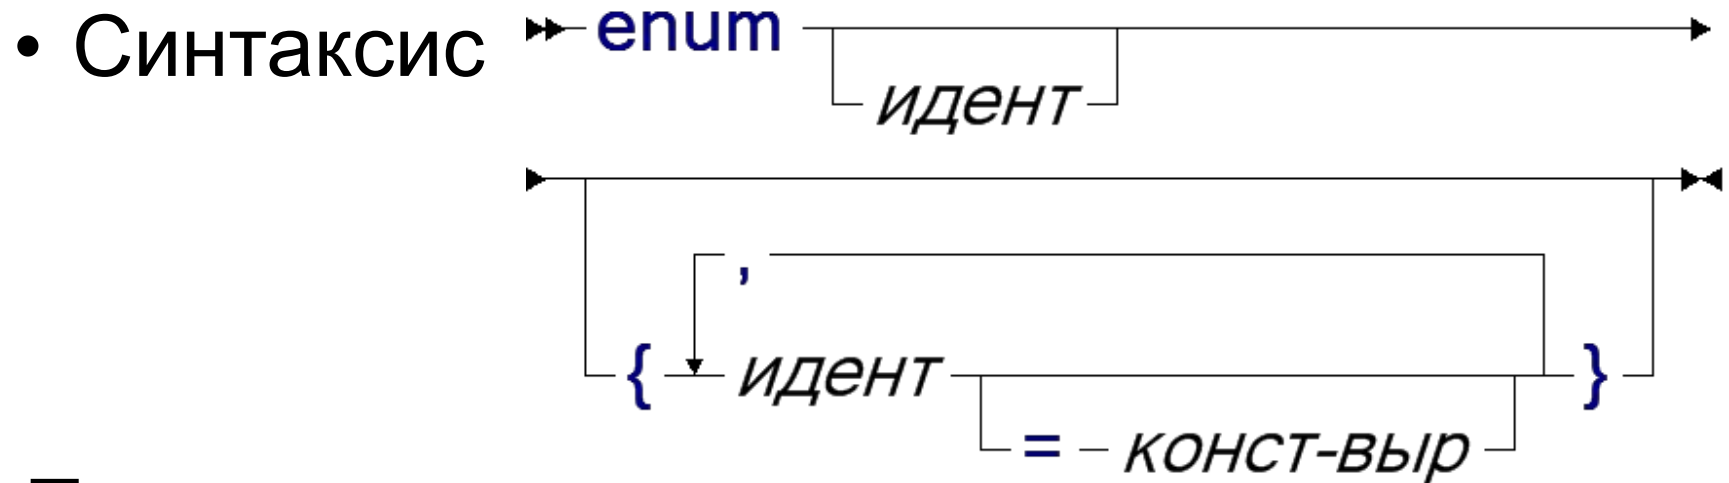 • Синтаксис enum
идент
,
{ идент }
= конст-выр